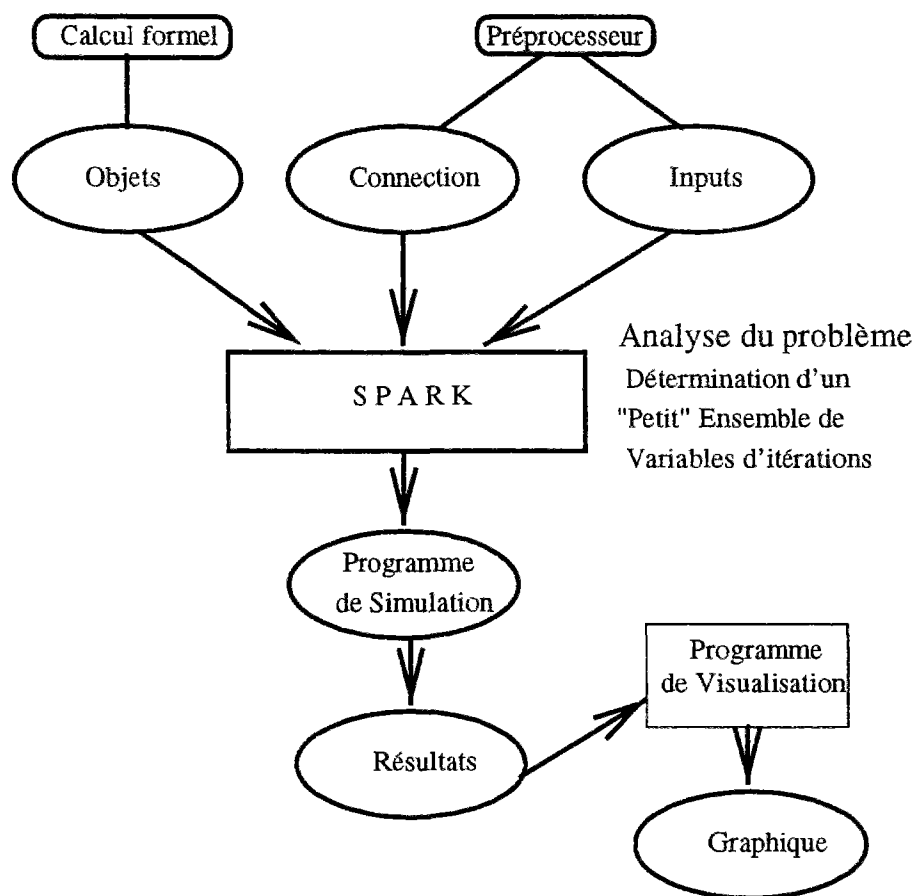 Calcul formel
Préprocesseur
Objets
Connection
Inputs
Analyse du problème
Détermination d'un
"Petit" Ensemble de
Variables d'itérations
S P A R K
Programme
de Simulation
Programme
de Visualisation
Résultats
Graphique